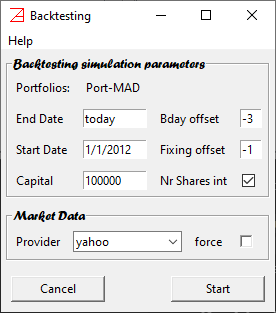 Backtesting
Help
Backtesting simulation parameters
Portfolios: Port-MAD
End Date today Bday offset -3
Start Date 1/1/2012 Fixing offset -1
Capital 100000 Nr Shares int
Market Data
Provider yahoo force
Cancel Start